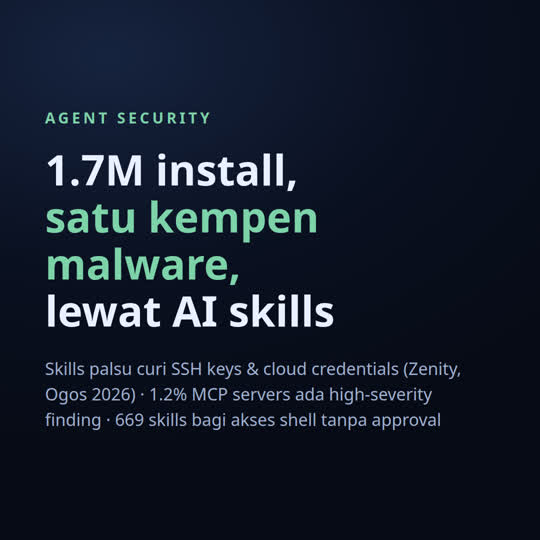 AGENT SECURITY
1.7M install,
satu kempen
malware,
lewat AI skills
Skills palsu curi SSH keys & cloud credentials (Zenity,
Ogos 2026) · 1.2% MCP servers ada high-severity
finding · 669 skills bagi akses shell tanpa approval